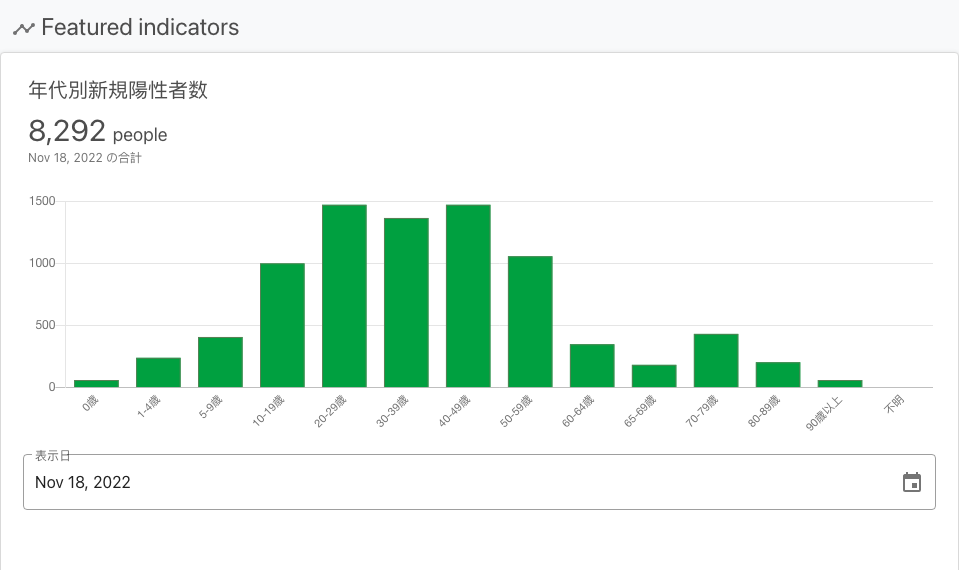 Featured indicators
年代別新規陽性者数
8,292 people
Nov 18, 2022 の合計
1500
1000
500
0
0歳
1-4歳
5-9歳
10-19歳
20-29歳
30-39歳
40-49歳
50-59歳
60-64歳
65-69歳
70-79歳
80-89歳
90歳以上
不明
表示日
Nov 18, 2022